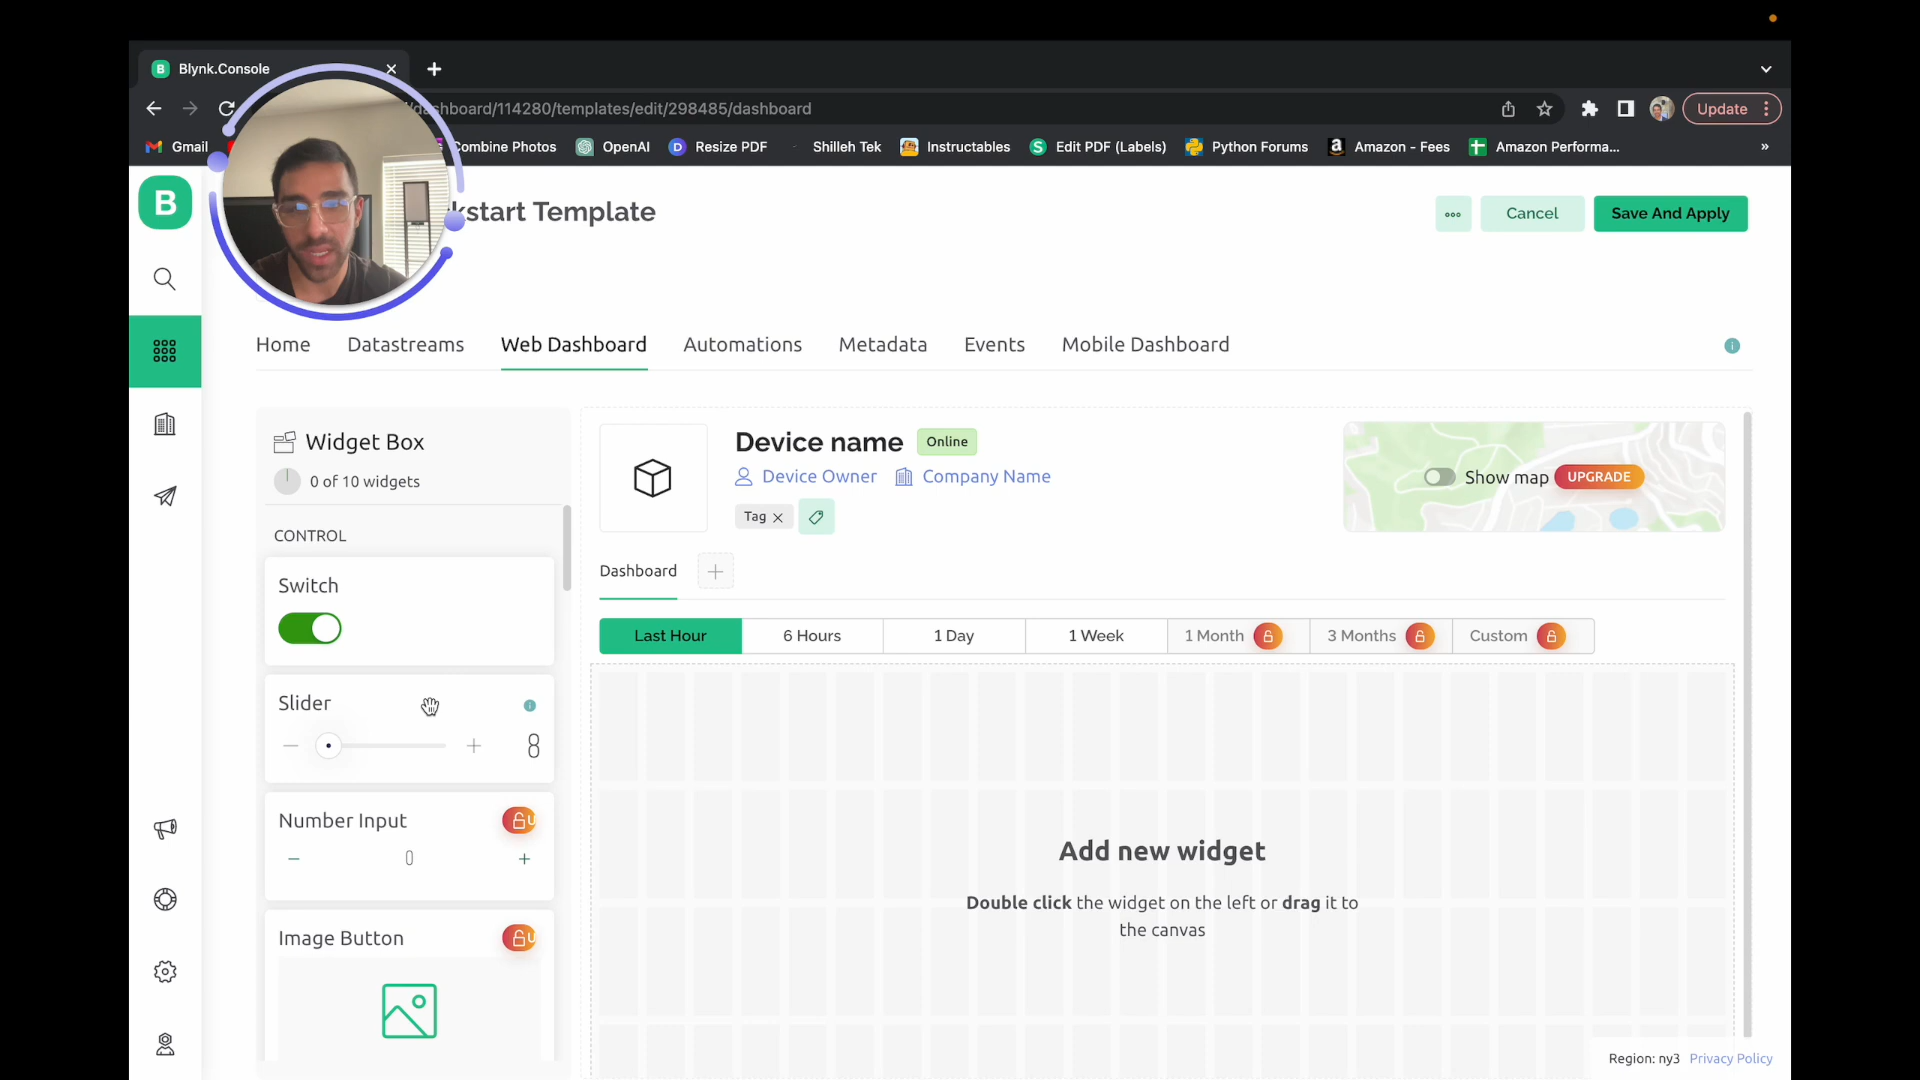 B Blynk.Console
dashboard/114280/templates/edit/298485/dashboard
Update
Gmail
Combine Photos
OpenAI
D Resize PDF
Shilleh Tek
Instructables
S Edit PDF (Labels)
Python Forums
a Amazon - Fees
Amazon Performa...
»
B
kstart Template
Cancel
Save And Apply
Home
Datastreams
Web Dashboard
Automations
Metadata
Events
Mobile Dashboard
Widget Box
0 of 10 widgets
CONTROL
Switch
Slider
8
Number Input
U
0
Image Button
U
Device name
Online
Device Owner
Company Name
Tag
Show map
UPGRADE
Dashboard
Last Hour
6 Hours
1 Day
1 Week
1 Month
3 Months
Custom
Add new widget
Double click the widget on the left or drag it to
the canvas
Region: ny3
Privacy Policy